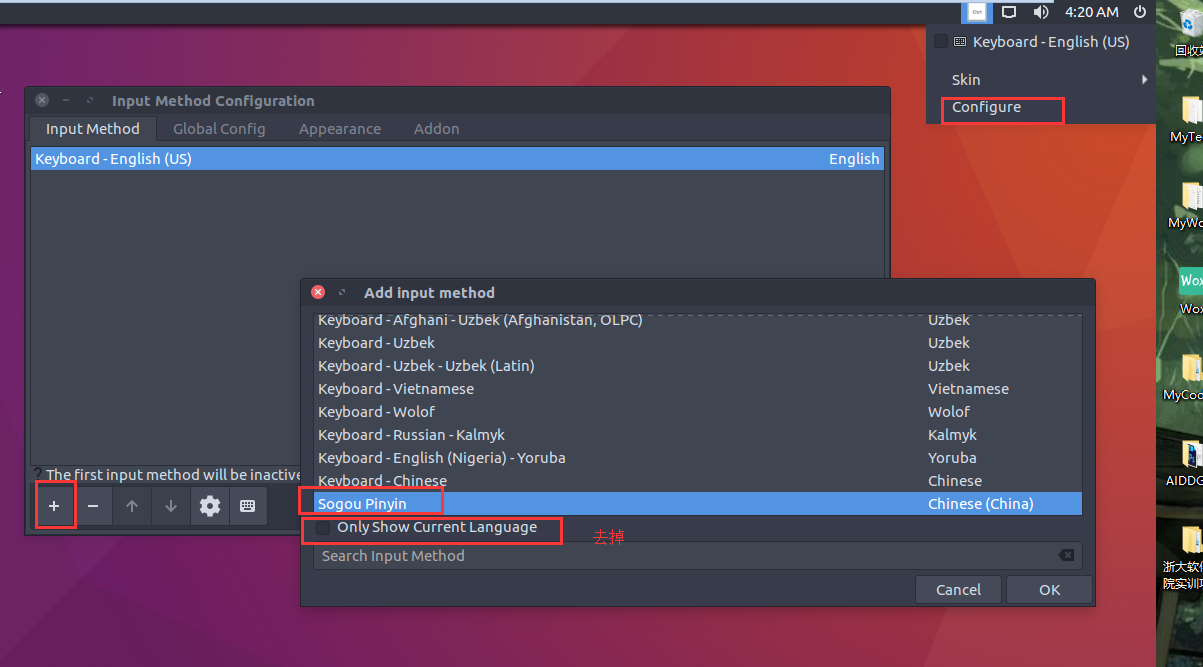 Ctrl
4:20 AM
Keyboard - English (US)
Skin
Configure
Input Method Configuration
Input Method
Global Config
Appearance
Addon
Keyboard - English (US)
English
? The first input method will be inactive
Add input method
Keyboard - Afghani - Uzbek (Afghanistan, OLPC)
Uzbek
Keyboard - Uzbek
Uzbek
Keyboard - Uzbek - Uzbek (Latin)
Uzbek
Keyboard - Vietnamese
Vietnamese
Keyboard - Wolof
Wolof
Keyboard - Russian - Kalmyk
Kalmyk
Keyboard - English (Nigeria) - Yoruba
Yoruba
Keyboard - Chinese
Chinese
Sogou Pinyin
Chinese (China)
Only Show Current Language
去掉
Search Input Method
Cancel
OK
回收站
MyTe
MyWo
Wox
Wox
MyCod
AIDDG
浙大软件
院实训项